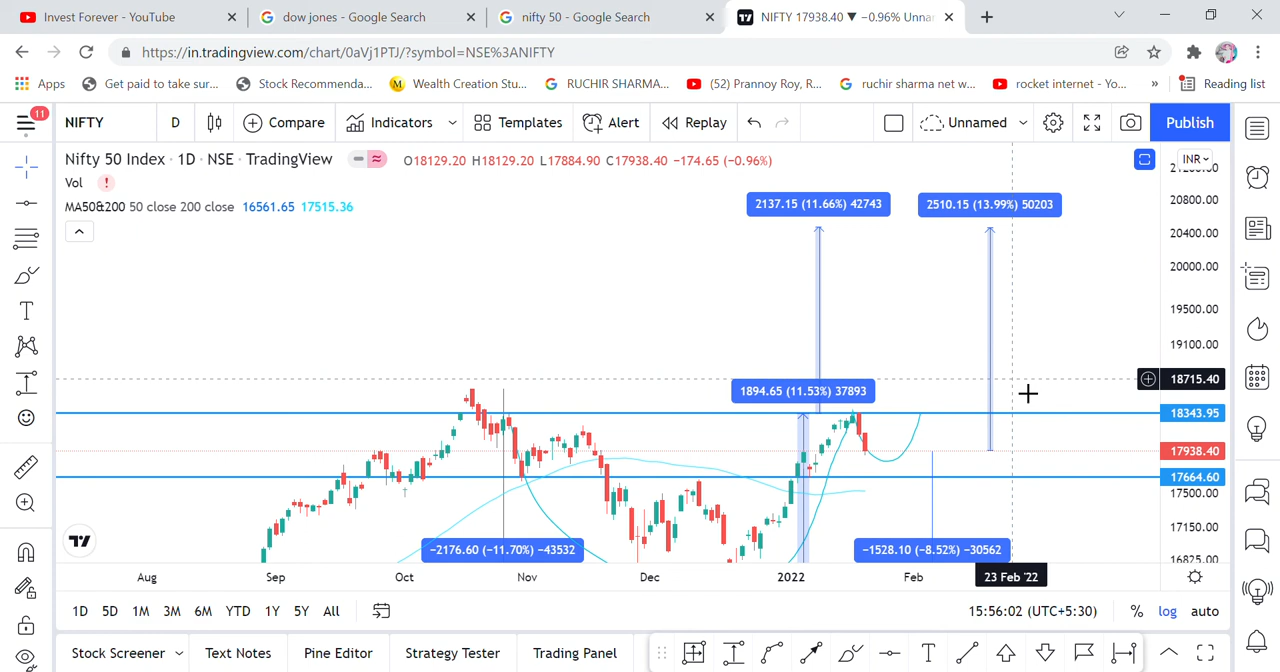 Invest Forever - YouTube
dow jones - Google Search
nifty 50 - Google Search
NIFTY 17938.40 ▼ −0.96% Unna
https://in.tradingview.com/chart/0aVj1PTJ/?symbol=NSE%3ANIFTY
Apps
Get paid to take sur...
Stock Recommenda...
Wealth Creation Stu...
RUCHIR SHARMA...
(52) Prannoy Roy, R...
ruchir sharma net w...
rocket internet - Yo...
»
Reading list
11
NIFTY
D
Compare
Indicators
Templates
Alert
Replay
Unnamed
Publish
Nifty 50 Index · 1D · NSE · TradingView
O18129.20 H18129.20 L17884.90 C17938.40 −174.65 (−0.96%)
INR
Vol
MA50&200 50 close 200 close 16561.65 17515.36
2137.15 (11.66%) 42743
2510.15 (13.99%) 50203
20800.00
20400.00
20000.00
19500.00
19100.00
18715.40
1894.65 (11.53%) 37893
18343.95
17938.40
17664.60
17500.00
17150.00
16825.00
−2176.60 (−11.70%) −43532
−1528.10 (−8.52%) −30562
Aug
Sep
Oct
Nov
Dec
2022
Feb
23 Feb '22
1D 5D 1M 3M 6M YTD 1Y 5Y All
15:56:02 (UTC+5:30)
% log auto
Stock Screener
Text Notes
Pine Editor
Strategy Tester
Trading Panel